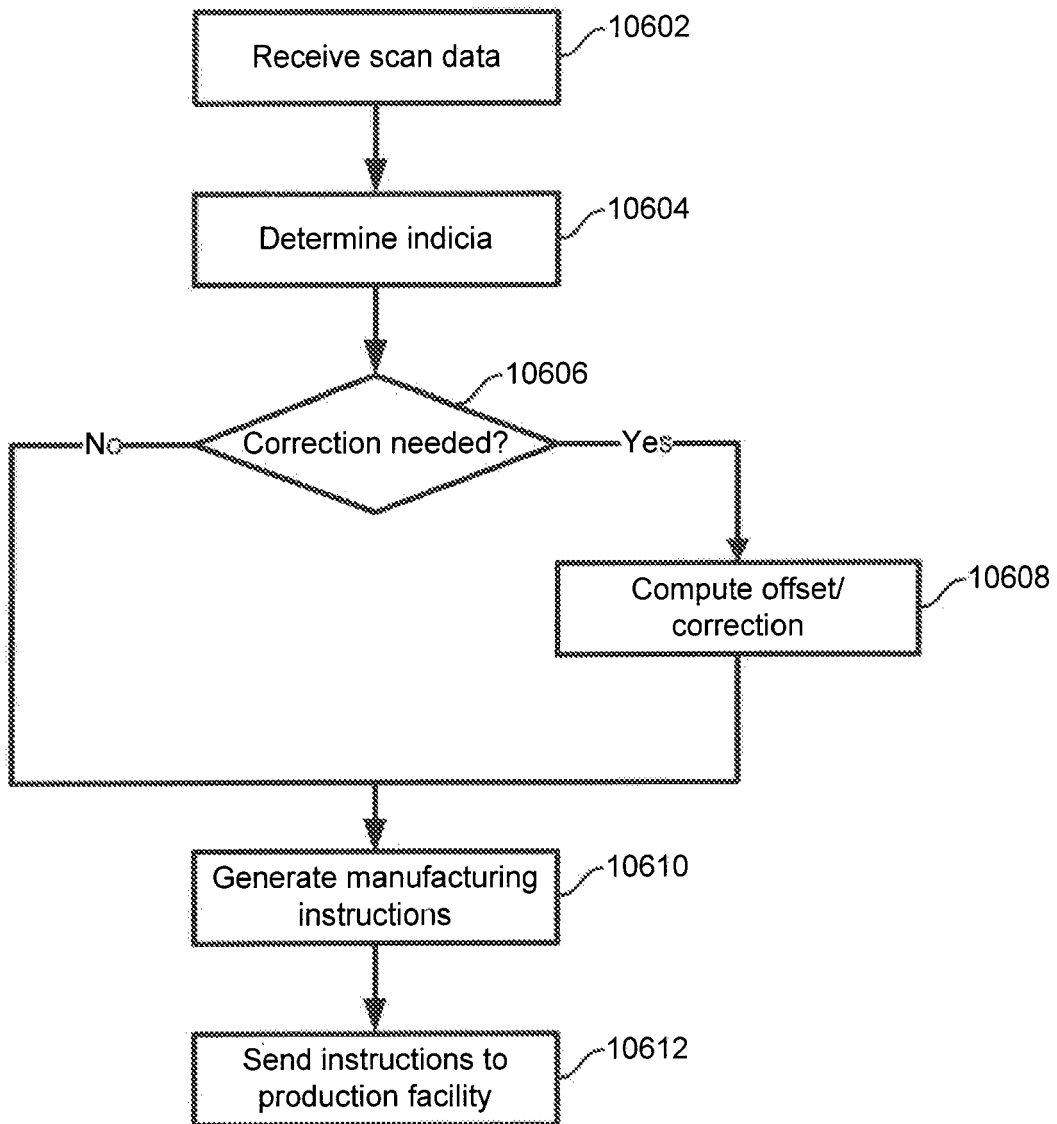 Receive scan data
10602
Determine indicia
10604
10606
No
Correction needed?
Yes
Compute offset/
correction
10608
Generate manufacturing
instructions
10610
Send instructions to
production facility
10612